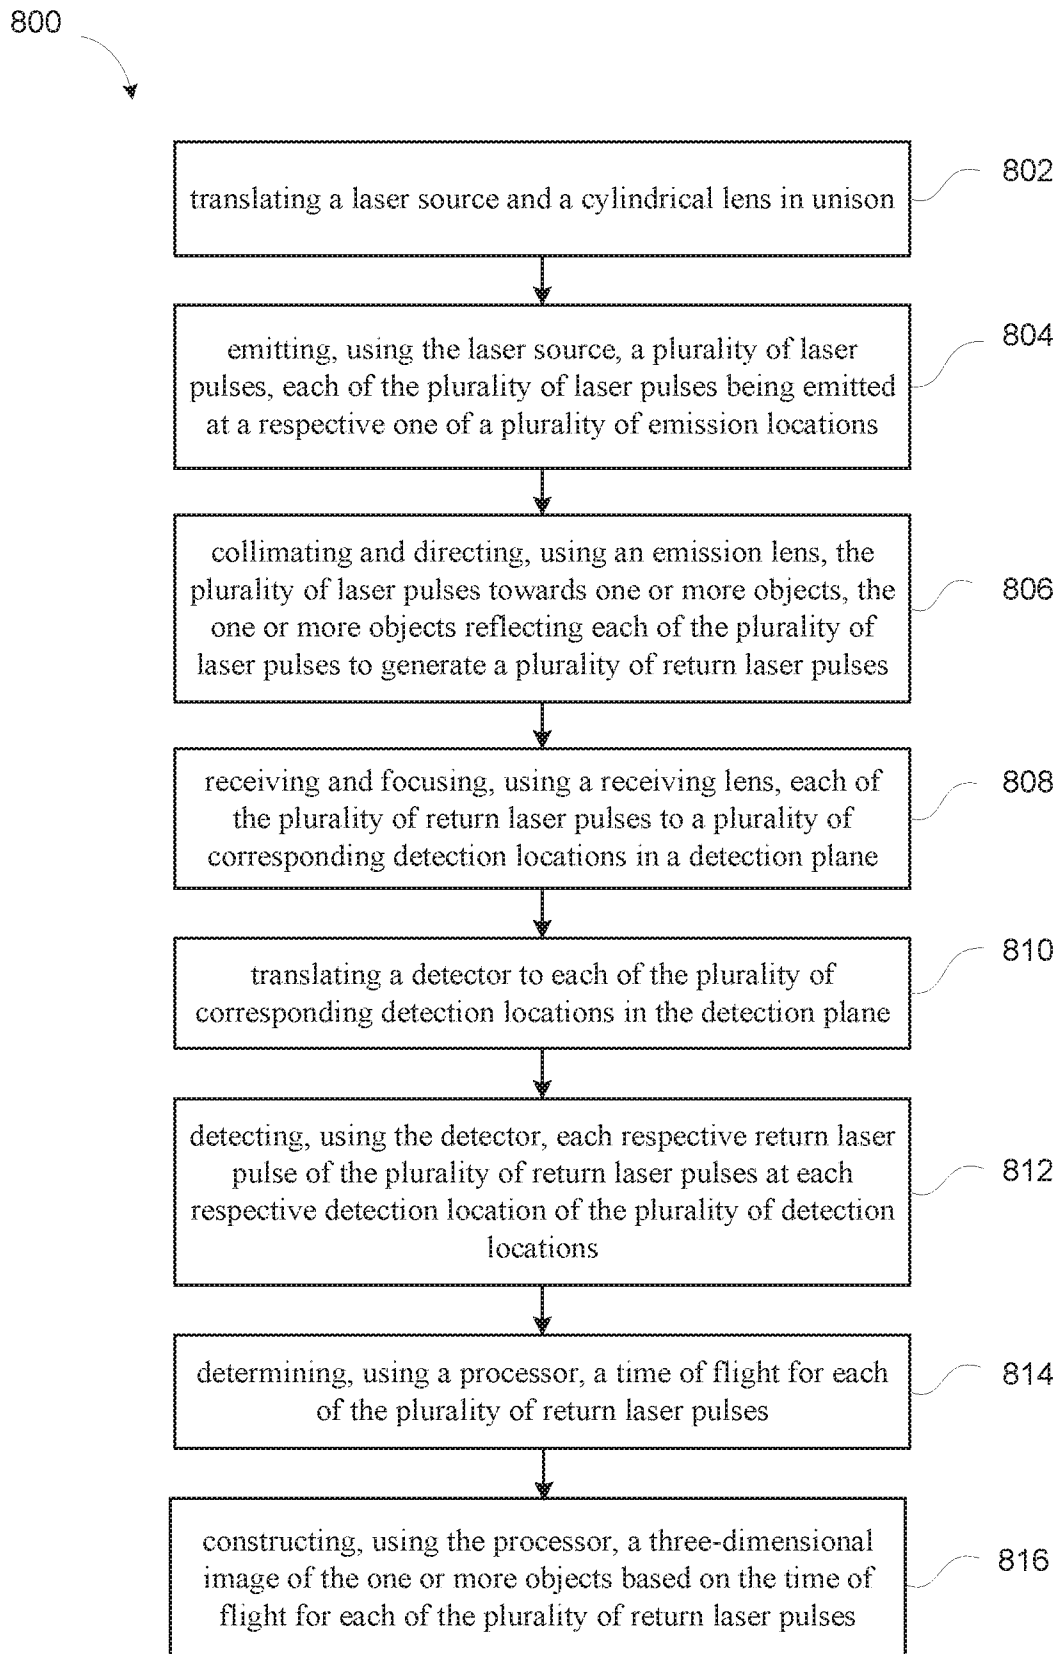 800
translating a laser source and a cylindrical lens in unison
802
emitting, using the laser source, a plurality of laser
pulses, each of the plurality of laser pulses being emitted
at a respective one of a plurality of emission locations
804
collimating and directing, using an emission lens, the
plurality of laser pulses towards one or more objects, the
one or more objects reflecting each of the plurality of
laser pulses to generate a plurality of return laser pulses
806
receiving and focusing, using a receiving lens, each of
the plurality of return laser pulses to a plurality of
corresponding detection locations in a detection plane
808
translating a detector to each of the plurality of
corresponding detection locations in the detection plane
810
detecting, using the detector, each respective return laser
pulse of the plurality of return laser pulses at each
respective detection location of the plurality of detection
locations
812
determining, using a processor, a time of flight for each
of the plurality of return laser pulses
814
constructing, using the processor, a three-dimensional
image of the one or more objects based on the time of
flight for each of the plurality of return laser pulses
816